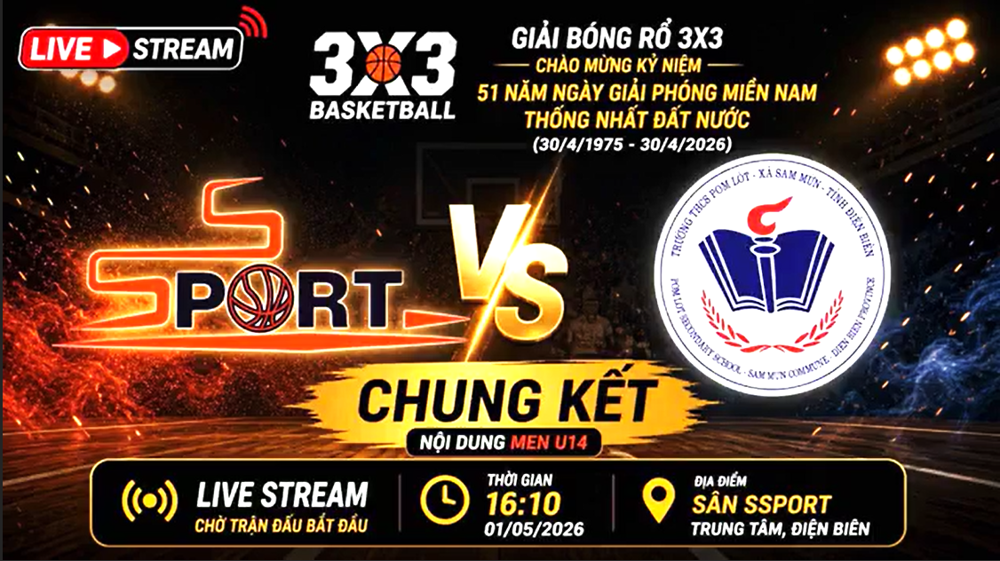 LIVE STREAM
3X3
BASKETBALL
GIẢI BÓNG RỔ 3X3
CHÀO MỪNG KỶ NIỆM
51 NĂM NGÀY GIẢI PHÓNG MIỀN NAM
THỐNG NHẤT ĐẤT NƯỚC
(30/4/1975 - 30/4/2026)
SSPORT
VS
TRƯỜNG THCS POM LÓT - XÃ SAM MỨN - TỈNH ĐIỆN BIÊN
POM LOT SECONDART SCHOOL - SAM MUN COMMUNE - DIEN BIEN PROVINCE
CHUNG KẾT
NỘI DUNG MEN U14
LIVE STREAM
CHỜ TRẬN ĐẤU BẮT ĐẦU
THỜI GIAN
16:10
01/05/2026
ĐỊA ĐIỂM
SÂN SSPORT
TRUNG TÂM, ĐIỆN BIÊN